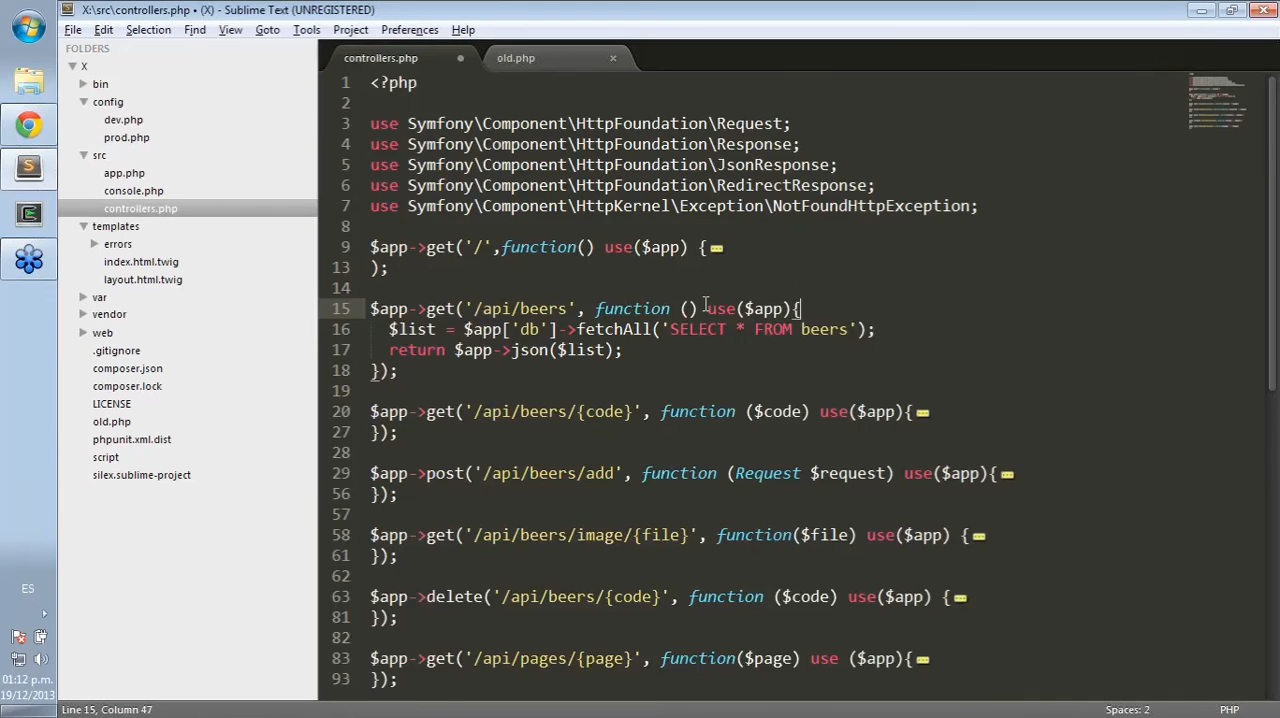 X:\src\controllers.php • (X) - Sublime Text (UNREGISTERED)
File Edit Selection Find View Goto Tools Project Preferences Help
FOLDERS
X
bin
config
dev.php
prod.php
src
app.php
console.php
controllers.php
templates
errors
index.html.twig
layout.html.twig
var
vendor
web
.gitignore
composer.json
composer.lock
LICENSE
old.php
phpunit.xml.dist
script
silex.sublime-project
controllers.php old.php
1 <?php
2
3 use Symfony\Component\HttpFoundation\Request;
4 use Symfony\Component\HttpFoundation\Response;
5 use Symfony\Component\HttpFoundation\JsonResponse;
6 use Symfony\Component\HttpFoundation\RedirectResponse;
7 use Symfony\Component\HttpKernel\Exception\NotFoundHttpException;
8
9 $app->get('/',function() use($app) {
13 );
14
15 $app->get('/api/beers', function () use($app){
16 $list = $app['db']->fetchAll('SELECT * FROM beers');
17 return $app->json($list);
18 });
19
20 $app->get('/api/beers/{code}', function ($code) use($app){
27 });
28
29 $app->post('/api/beers/add', function (Request $request) use($app){
56 });
57
58 $app->get('/api/beers/image/{file}', function($file) use($app) {
61 });
62
63 $app->delete('/api/beers/{code}', function ($code) use($app) {
81 });
82
83 $app->get('/api/pages/{page}', function($page) use ($app){
93 });
ES
01:12 p.m.
19/12/2013
Line 15, Column 47 Spaces: 2 PHP